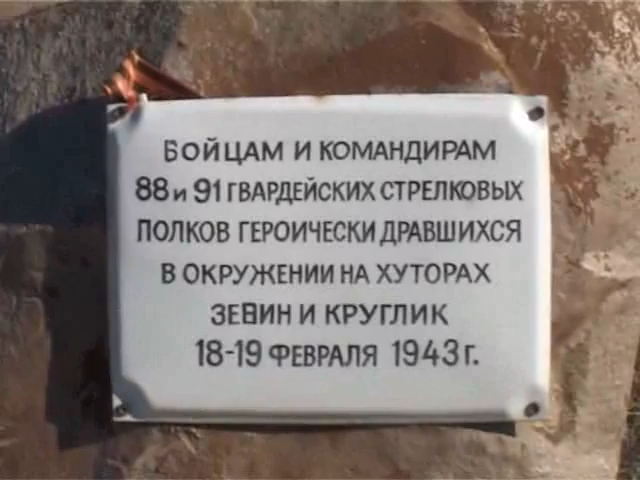 БОЙЦАМ И КОМАНДИРАМ
88 и 91 ГВАРДЕЙСКИХ СТРЕЛКОВЫХ
ПОЛКОВ ГЕРОИЧЕСКИ ДРАВШИХСЯ
В ОКРУЖЕНИИ НА ХУТОРАХ
ЗЕВИН И КРУГЛИК
18-19 ФЕВРАЛЯ 1943 г.